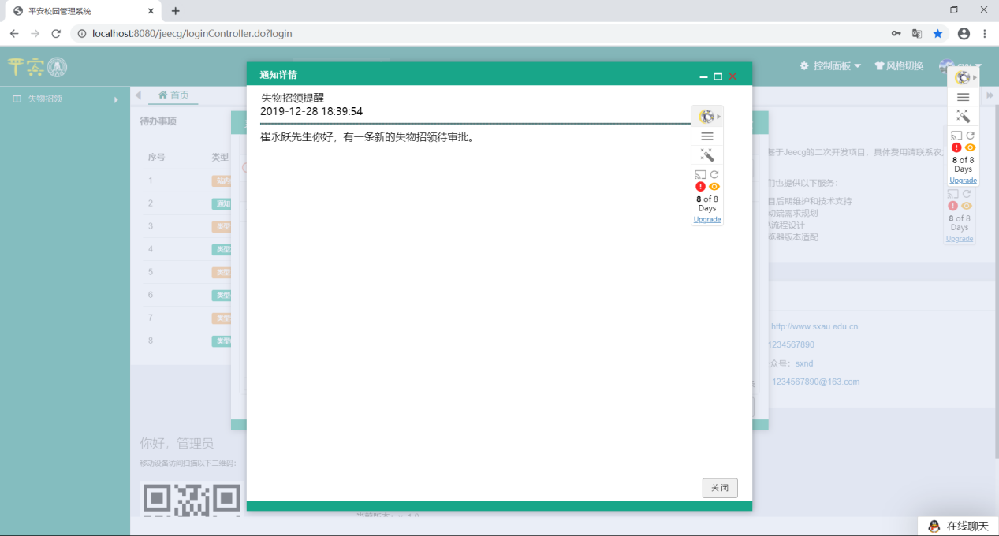 平安校园管理系统
localhost:8080/jeecg/loginController.do?login
平安
控制面板
风格切换
失物招领
首页
通知详情
失物招领提醒
2019-12-28 18:39:54
崔永跃先生你好，有一条新的失物招领待审批。
8 of 8
Days
Upgrade
关闭
待办事项
序号 类型
1
2 通知
3 类型
4 类型
5 类型
6 类型
7 类型
8 类型
基于Jeecg的二次开发项目，具体费用请联系农
们也提供以下服务：
目后期维护和技术支持
动端需求规划
流程设计
览器版本适配
8 of 8
Days
Upgrade
8 of 8
Days
Upgrade
http://www.sxau.edu.cn
1234567890
众号：sxnd
1234567890@163.com
你好，管理员
移动设备访问扫描以下二维码：
当前版本：v_1.0
在线聊天